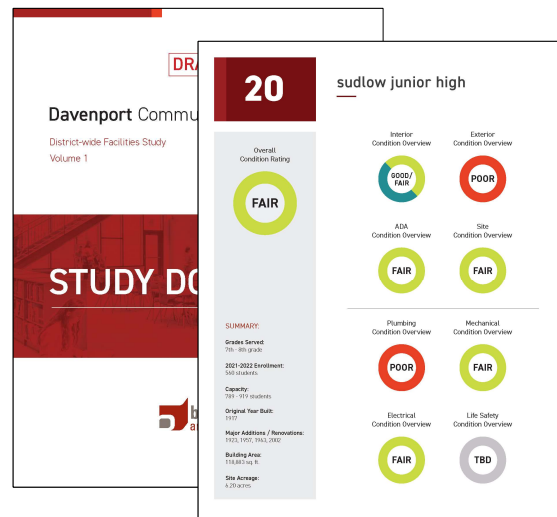 DRA
Davenport Commu
District-wide Facilities Study
Volume 1
STUDY DO
b
a
20
sudlow junior high
Overall
Condition Rating
FAIR
SUMMARY:
Grades Served:
7th - 8th grade
2021-2022 Enrollment:
560 students
Capacity:
789 - 919 students
Original Year Built:
1917
Major Additions / Renovations:
1923, 1957, 1963, 2002
Building Area:
118,883 sq. ft.
Site Acreage:
6.20 acres
Interior
Condition Overview
GOOD/
FAIR
Exterior
Condition Overview
POOR
ADA
Condition Overview
FAIR
Site
Condition Overview
FAIR
Plumbing
Condition Overview
POOR
Mechanical
Condition Overview
FAIR
Electrical
Condition Overview
FAIR
Life Safety
Condition Overview
TBD